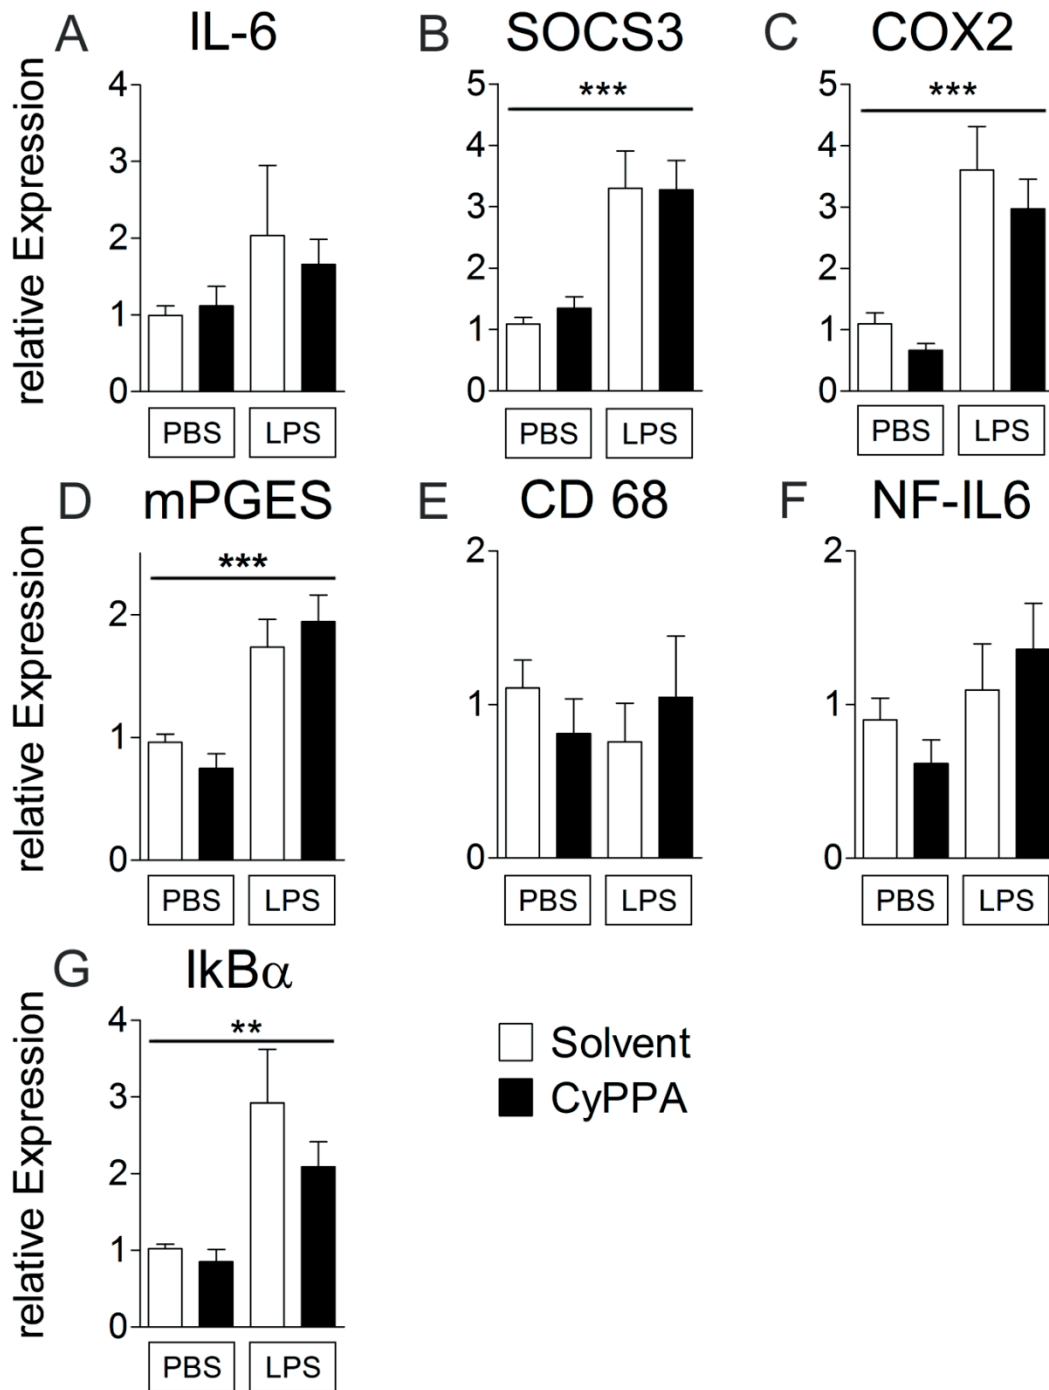 A IL-6 B SOCS3 C COX2
relative Expression
4
3
2
1
0
PBS LPS
***
5
4
3
2
1
0
PBS LPS
***
5
4
3
2
1
0
PBS LPS
D mPGES E CD 68 F NF-IL6
relative Expression
***
2
1
0
PBS LPS
2
1
0
PBS LPS
2
1
0
PBS LPS
G IkBα
relative Expression
**
4
3
2
1
0
PBS LPS
Solvent
CyPPA